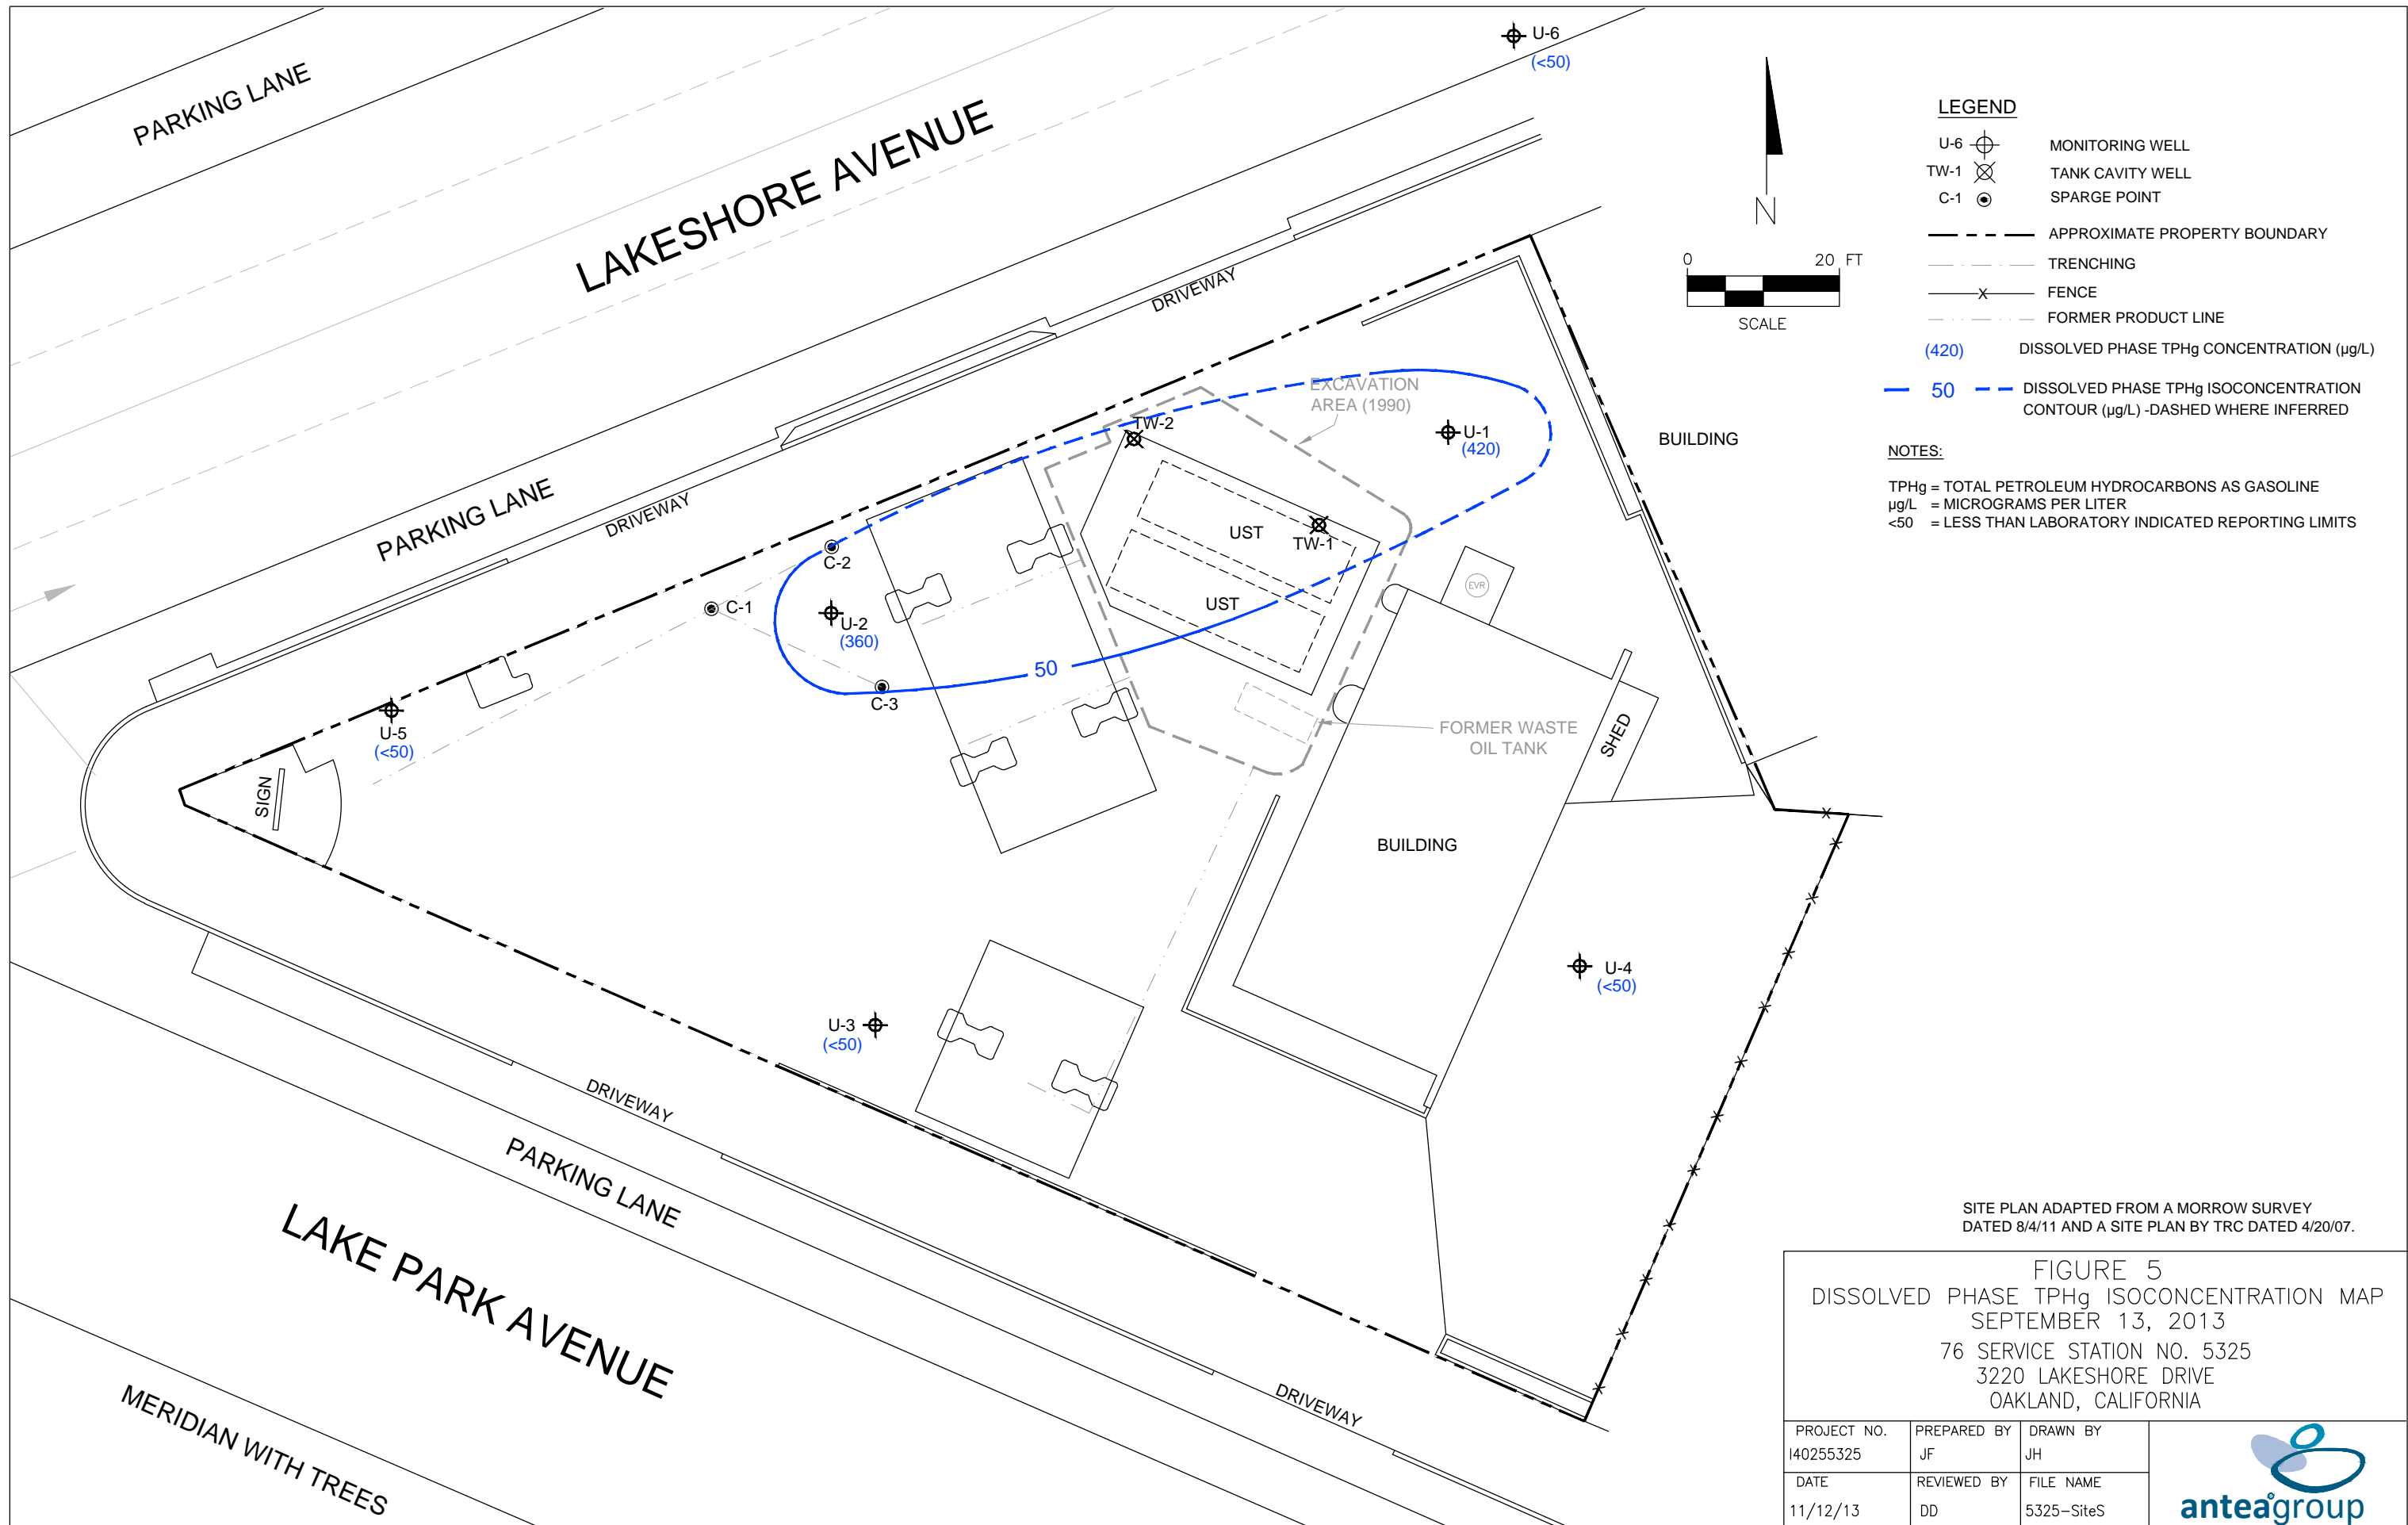 U-6
(<50)
PARKING LANE
LAKESHORE AVENUE
N
0 20 FT
SCALE
LEGEND
U-6 MONITORING WELL
TW-1 TANK CAVITY WELL
C-1 SPARGE POINT
APPROXIMATE PROPERTY BOUNDARY
TRENCHING
X FENCE
FORMER PRODUCT LINE
(420) DISSOLVED PHASE TPHg CONCENTRATION (µg/L)
50 DISSOLVED PHASE TPHg ISOCONCENTRATION
CONTOUR (µg/L) -DASHED WHERE INFERRED
NOTES:
TPHg = TOTAL PETROLEUM HYDROCARBONS AS GASOLINE
µg/L = MICROGRAMS PER LITER
<50 = LESS THAN LABORATORY INDICATED REPORTING LIMITS
DRIVEWAY
EXCAVATION
AREA (1990)
TW-2
U-1
(420)
BUILDING
PARKING LANE
DRIVEWAY
UST
TW-1
C-2
EVR
C-1
UST
U-2
(360)
50
C-3
U-5
(<50)
FORMER WASTE
OIL TANK
SHED
SIGN
BUILDING
U-4
(<50)
U-3
(<50)
DRIVEWAY
PARKING LANE
LAKE PARK AVENUE
DRIVEWAY
MERIDIAN WITH TREES
SITE PLAN ADAPTED FROM A MORROW SURVEY
DATED 8/4/11 AND A SITE PLAN BY TRC DATED 4/20/07.
FIGURE 5
DISSOLVED PHASE TPHg ISOCONCENTRATION MAP
SEPTEMBER 13, 2013
76 SERVICE STATION NO. 5325
3220 LAKESHORE DRIVE
OAKLAND, CALIFORNIA
PROJECT NO. PREPARED BY DRAWN BY
I40255325 JF JH
DATE REVIEWED BY FILE NAME
11/12/13 DD 5325-SiteS
anteagroup